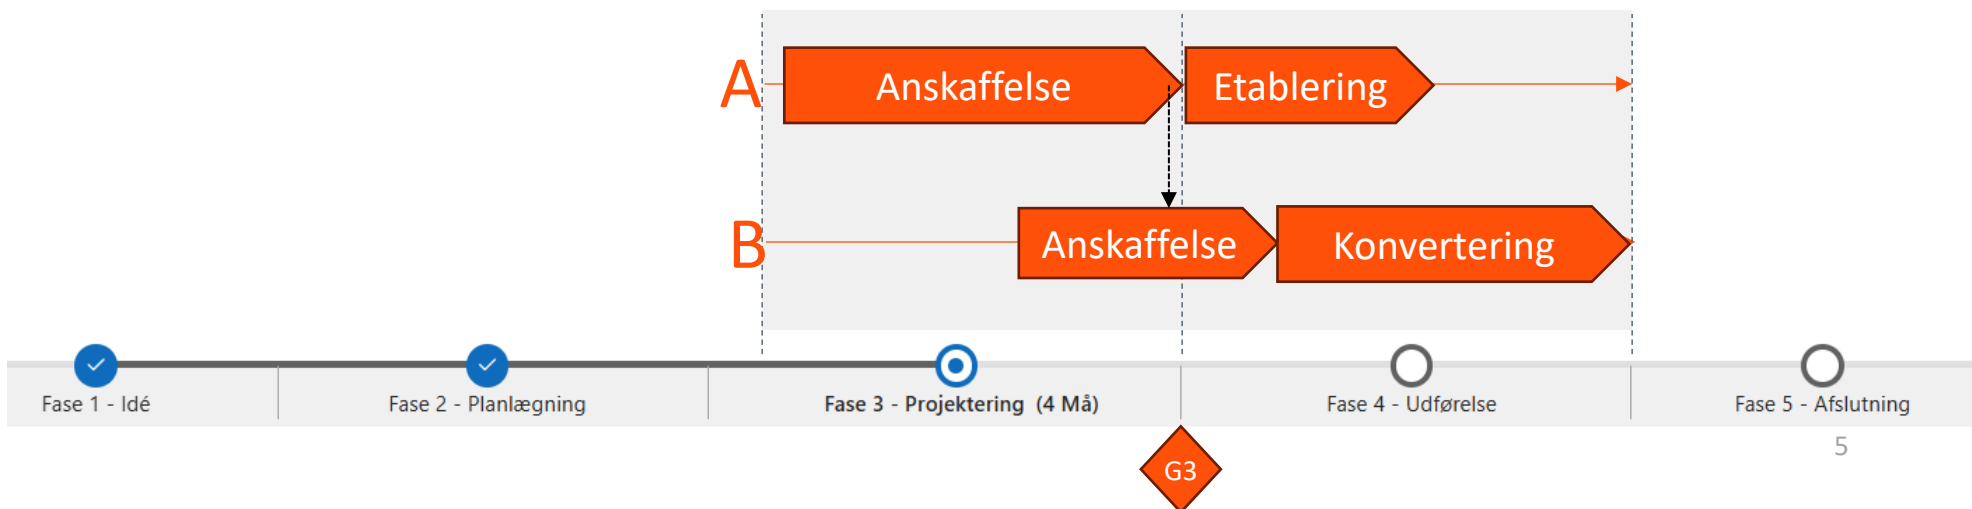 A
Anskaffelse
Etablering
B
Anskaffelse
Konvertering
Fase 1 - Idé
Fase 2 - Planlægning
Fase 3 - Projektering (4 Må)
Fase 4 - Udførelse
Fase 5 - Afslutning
5
G3